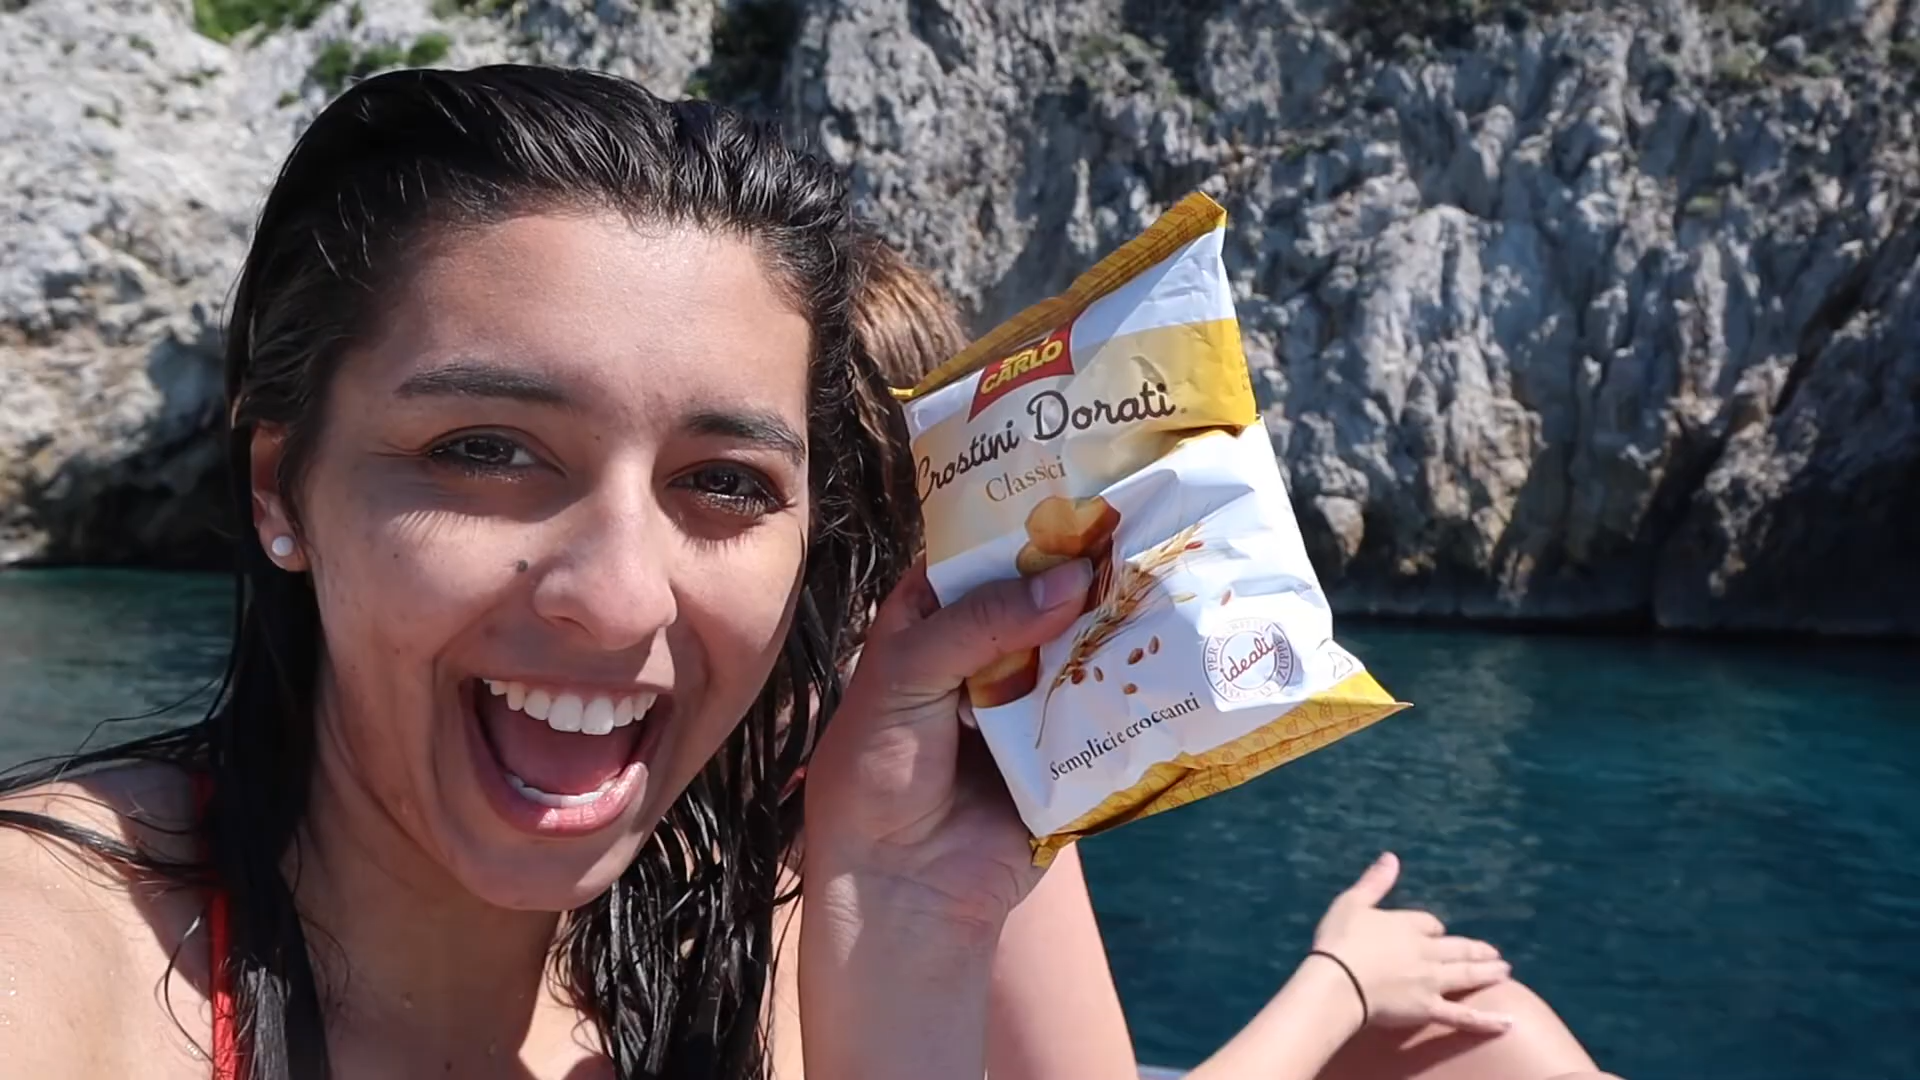 CARLO
Crostini Dorati
Classici
ideali
Semplici e croccanti